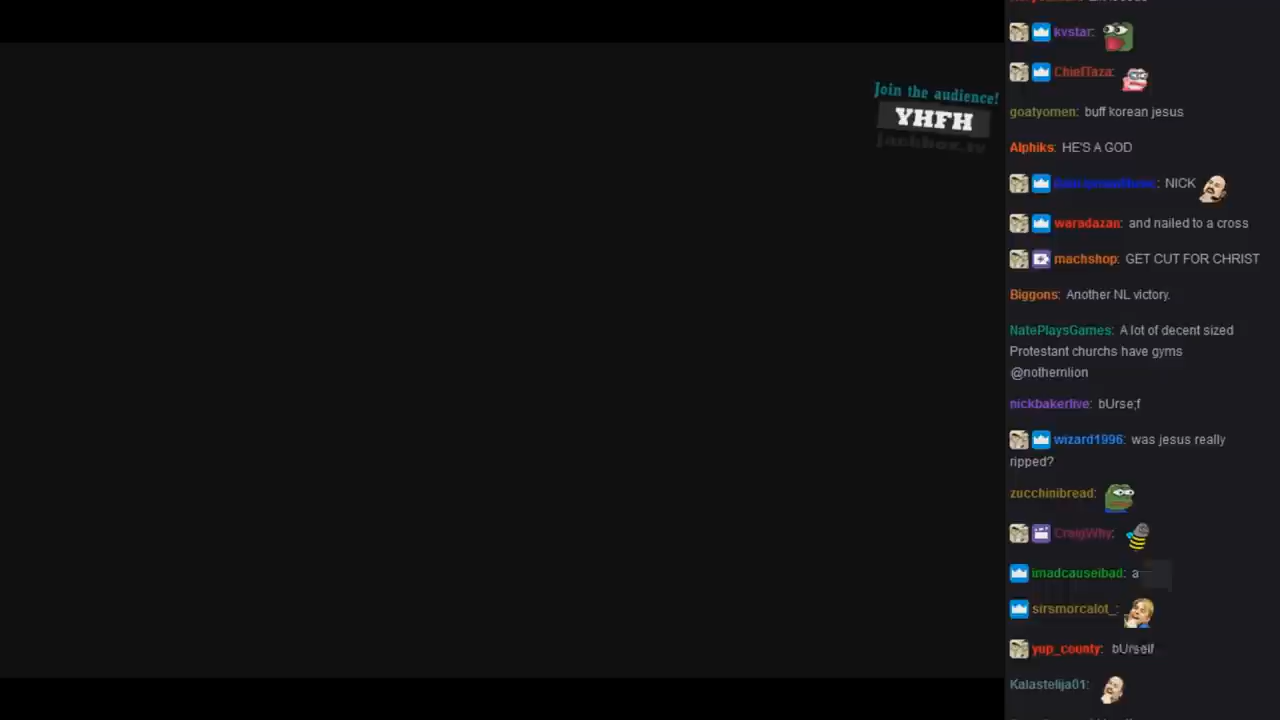 Join the audience!
YHFH
jackbox.tv
kvstar:
ChiefTaza:
goatyomen: buff korean jesus
Alphiks: HE'S A GOD
: NICK
waradazan: and nailed to a cross
machshop: GET CUT FOR CHRIST
Biggons: Another NL victory.
NatePlaysGames: A lot of decent sized
Protestant churchs have gyms
@nothernlion
nickbakerlive: bUrse;f
wizard1996: was jesus really
ripped?
zucchinibread:
CraigWhy:
imadcauseibad: a
sirsmorcalot_:
yup_county: bUrself
Kalastelija01: